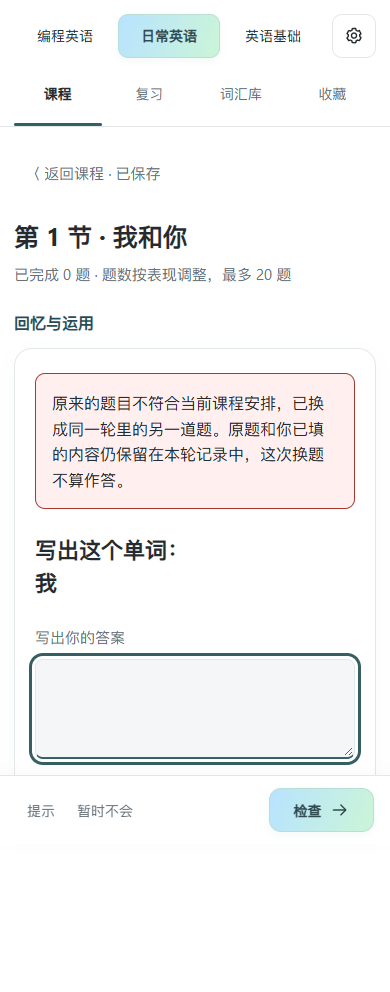 编程英语 日常英语 英语基础
课程 复习 词汇库 收藏
〈 返回课程 · 已保存
第 1 节 · 我和你
已完成 0 题 · 题数按表现调整，最多 20 题
回忆与运用
原来的题目不符合当前课程安排，已换
成同一轮里的另一道题。原题和你已填
的内容仍保留在本轮记录中，这次换题
不算作答。
写出这个单词：
我
写出你的答案
提示 暂时不会 检查 →